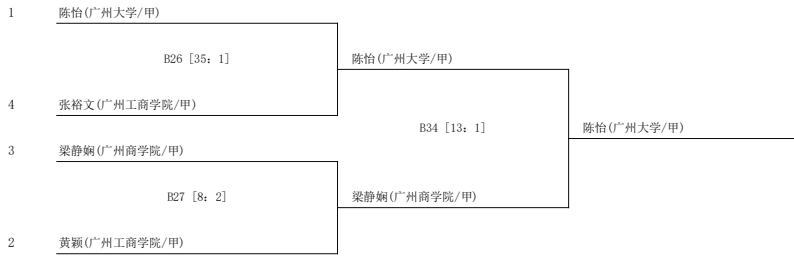 1 陈怡(广州大学/甲)
B26 [35: 1]
陈怡(广州大学/甲)
4 张裕文(广州工商学院/甲)
B34 [13: 1]
陈怡(广州大学/甲)
3 梁静娴(广州商学院/甲)
B27 [8: 2]
梁静娴(广州商学院/甲)
2 黄颖(广州工商学院/甲)